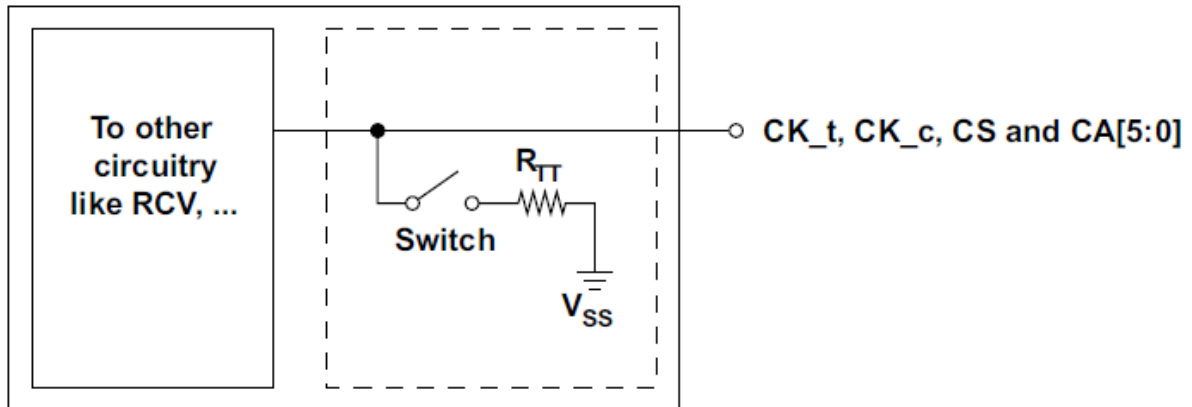 To other
circuitry
like RCV, ...
CK_t, CK_c, CS and CA[5:0]
RTT
Switch
VSS